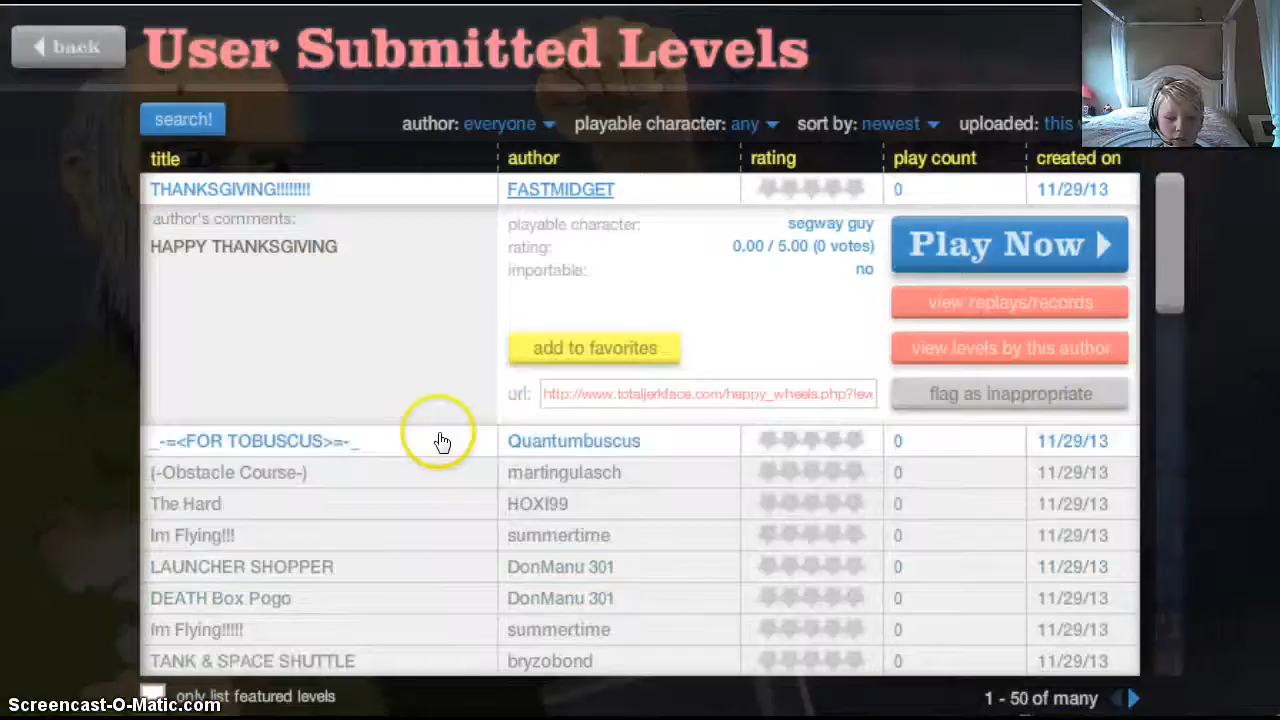 back
User Submitted Levels
search!
author: everyone playable character: any sort by: newest uploaded: this
title author rating play count created on
THANKSGIVING!!!!!!!! FASTMIDGET 0 11/29/13
author's comments:
HAPPY THANKSGIVING
playable character: segway guy
rating: 0.00 / 5.00 (0 votes)
importable: no
add to favorites
url: http://www.totaljerkface.com/happy_wheels.php?lev
Play Now
view replays/records
view levels by this author
flag as inappropriate
_-=<FOR TOBUSCUS>=-_ Quantumbuscus 0 11/29/13
(-Obstacle Course-) martingulasch 0 11/29/13
The Hard HOXI99 0 11/29/13
Im Flying!!! summertime 0 11/29/13
LAUNCHER SHOPPER DonManu 301 0 11/29/13
DEATH Box Pogo DonManu 301 0 11/29/13
Im Flying!!!!! summertime 0 11/29/13
TANK & SPACE SHUTTLE bryzobond 0 11/29/13
only list featured levels
1 - 50 of many
Screencast-O-Matic.com